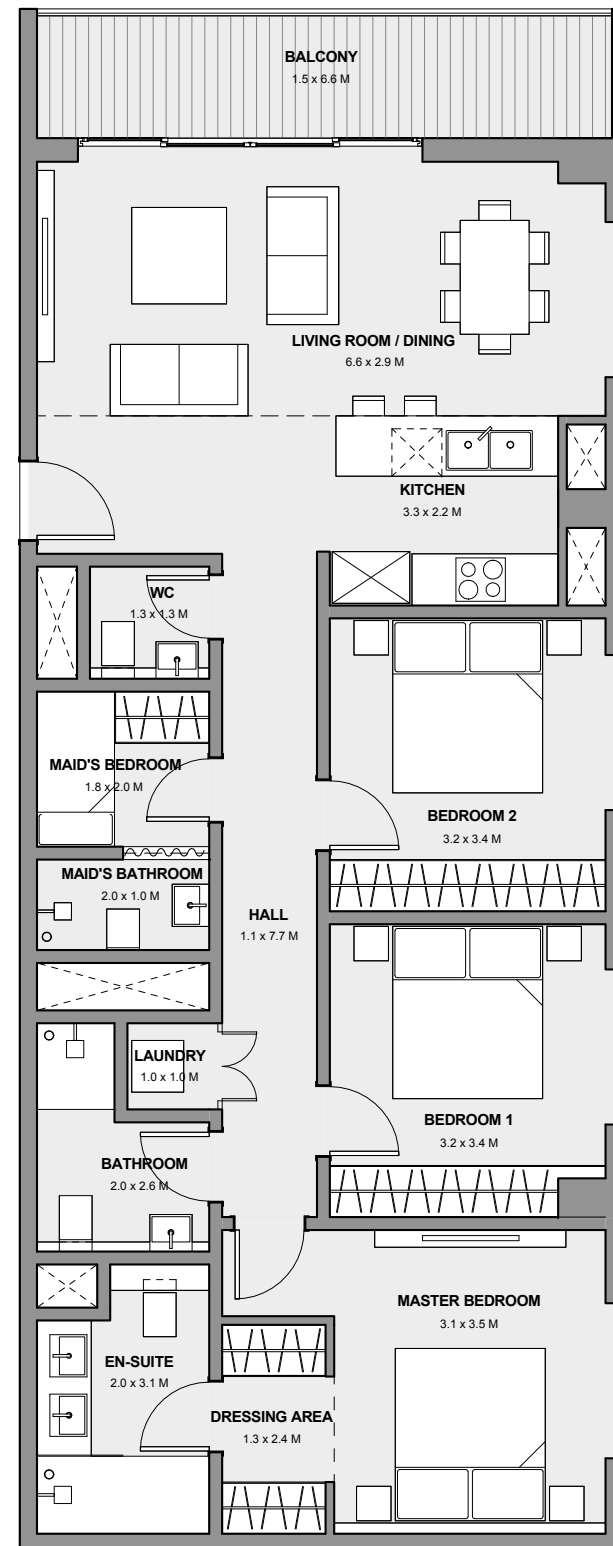 BALCONY
1.5 x 6.6 M
LIVING ROOM / DINING
6.6 x 2.9 M
KITCHEN
3.3 x 2.2 M
WC
1.3 x 1.3 M
MAID'S BEDROOM
1.8 x 2.0 M
BEDROOM 2
3.2 x 3.4 M
MAID'S BATHROOM
2.0 x 1.0 M
HALL
1.1 x 7.7 M
LAUNDRY
1.0 x 1.0 M
BEDROOM 1
3.2 x 3.4 M
BATHROOM
2.0 x 2.6 M
MASTER BEDROOM
3.1 x 3.5 M
EN-SUITE
2.0 x 3.1 M
DRESSING AREA
1.3 x 2.4 M